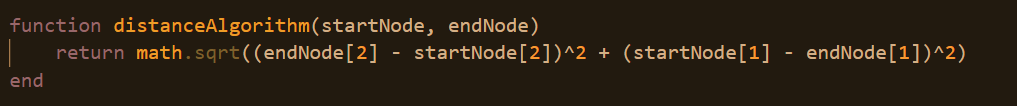 function distanceAlgorithm(startNode, endNode)
    return math.sqrt((endNode[2] - startNode[2])^2 + (startNode[1] - endNode[1])^2)
end